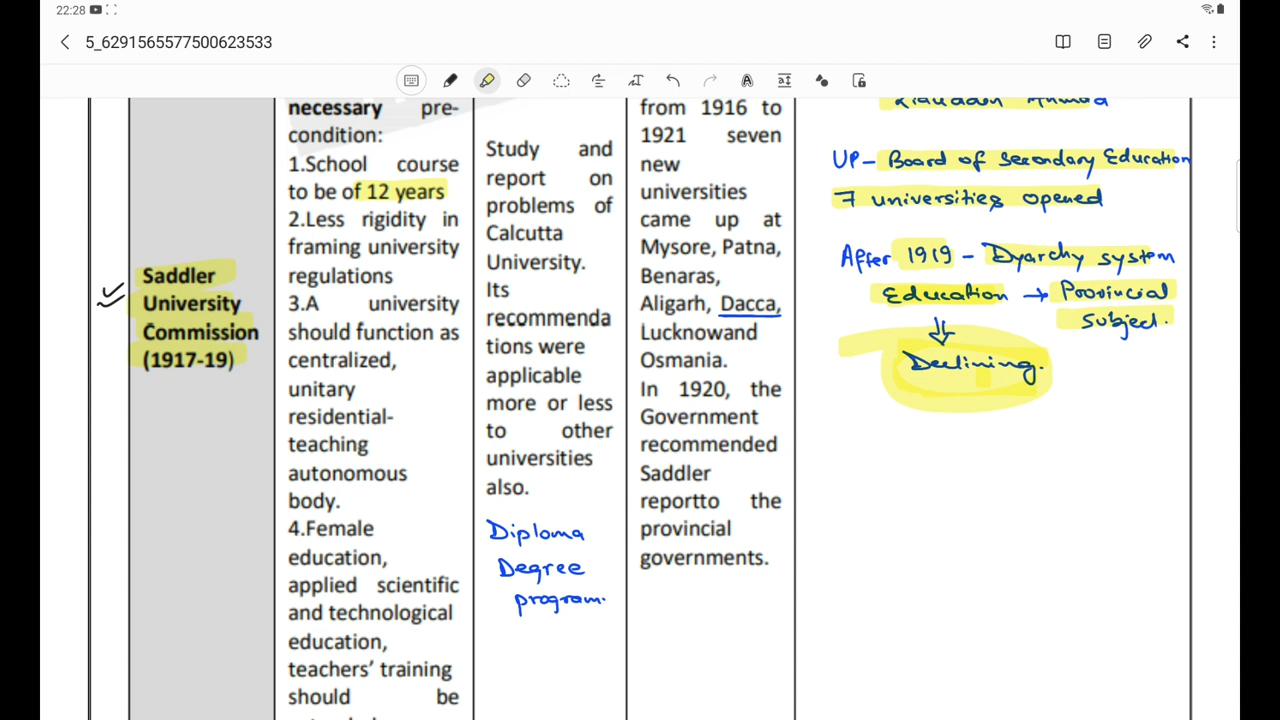 22:28
5_6291565577500623533
Saddler
University
Commission
(1917-19)
necessary pre-
condition:
1.School course
to be of 12 years
2.Less rigidity in
framing university
regulations
3.A university
should function as
centralized,
unitary
residential-
teaching
autonomous
body.
4.Female
education,
applied scientific
and technological
education,
teachers' training
should be
Study and
report on
problems of
Calcutta
University.
Its
recommenda
tions were
applicable
more or less
to other
universities
also.
Diploma
Degree
program.
from 1916 to
1921 seven
new
universities
came up at
Mysore, Patna,
Benaras,
Aligarh, Dacca,
Lucknowand
Osmania.
In 1920, the
Government
recommended
Saddler
reportto the
provincial
governments.
UP - Board of Secondary Education
7 universities opened
After 1919 - Dyarchy system
Education → Provincial
subject.
⇓
Declining.